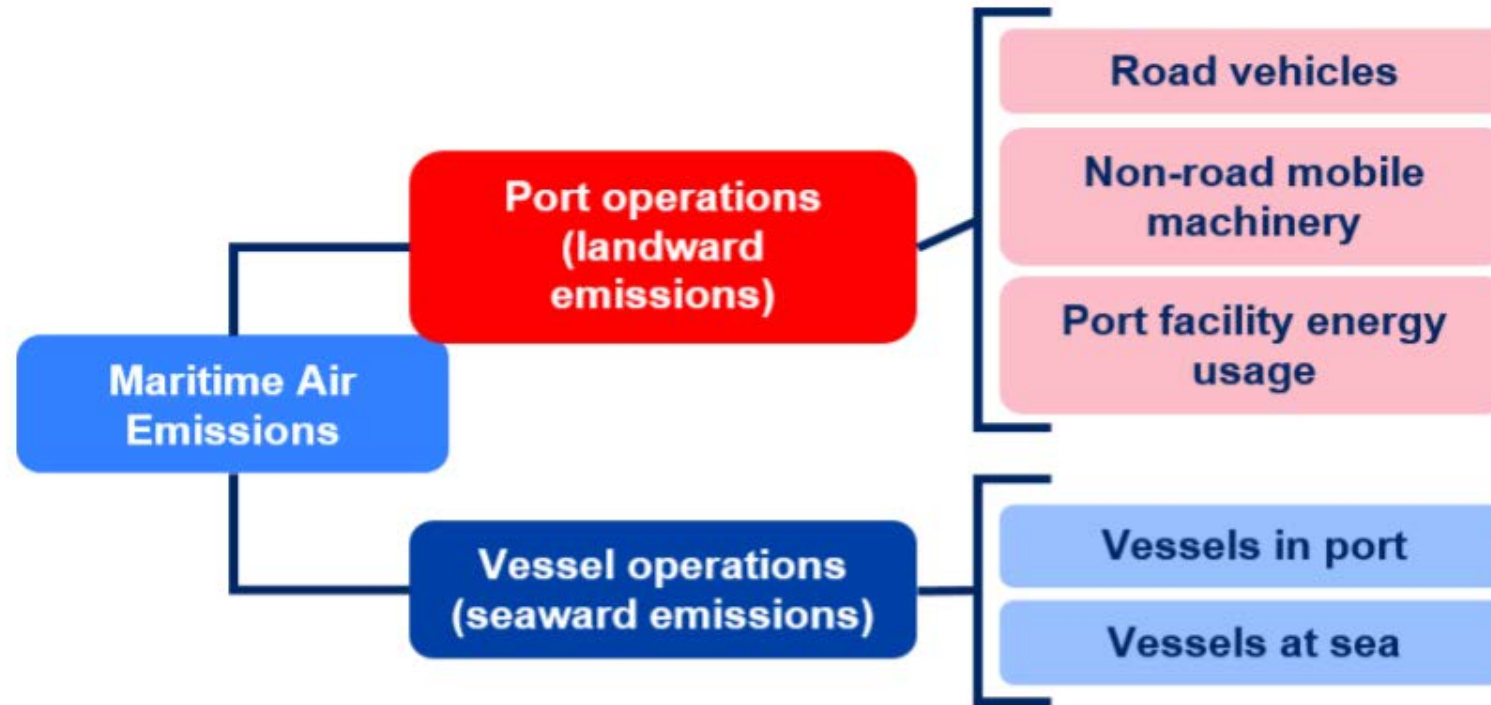 Maritime Air
Emissions
Port operations
(landward
emissions)
Road vehicles
Non-road mobile
machinery
Port facility energy
usage
Vessel operations
(seaward emissions)
Vessels in port
Vessels at sea